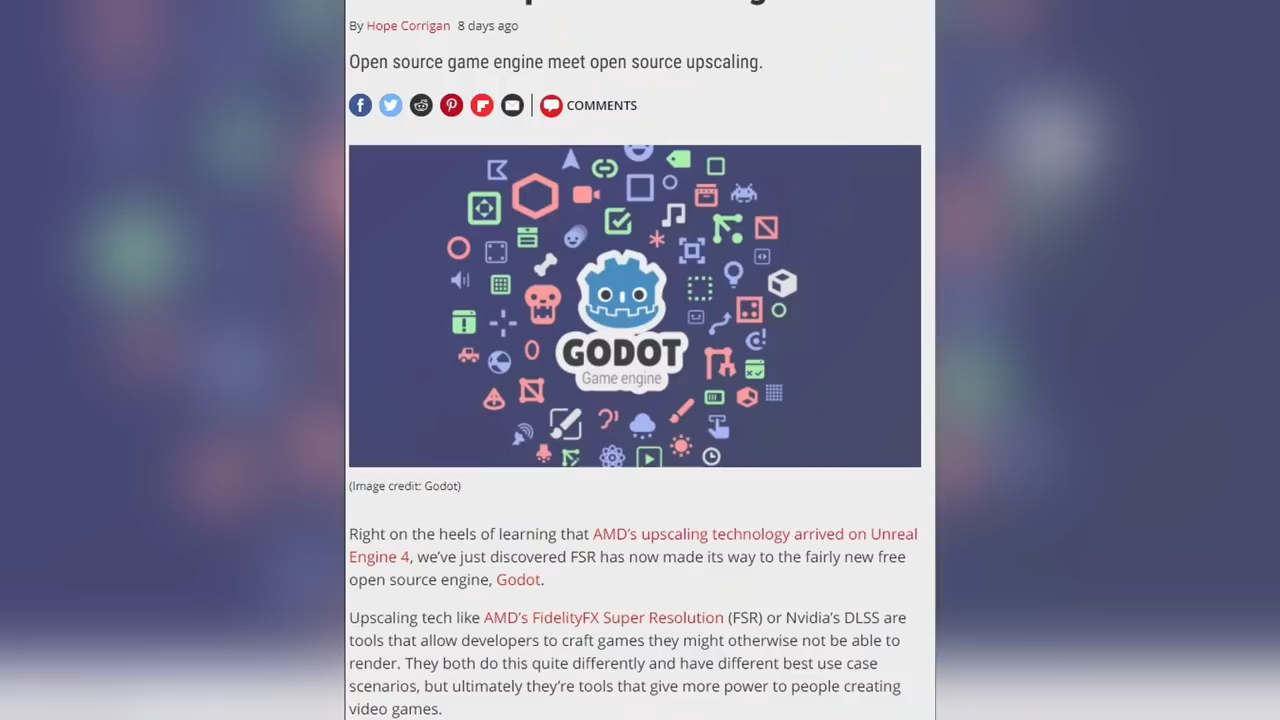 By Hope Corrigan 8 days ago
Open source game engine meet open source upscaling.
COMMENTS
GODOT
Game engine
(Image credit: Godot)
Right on the heels of learning that AMD's upscaling technology arrived on Unreal
Engine 4, we've just discovered FSR has now made its way to the fairly new free
open source engine, Godot.
Upscaling tech like AMD's FidelityFX Super Resolution (FSR) or Nvidia's DLSS are
tools that allow developers to craft games they might otherwise not be able to
render. They both do this quite differently and have different best use case
scenarios, but ultimately they're tools that give more power to people creating
video games.